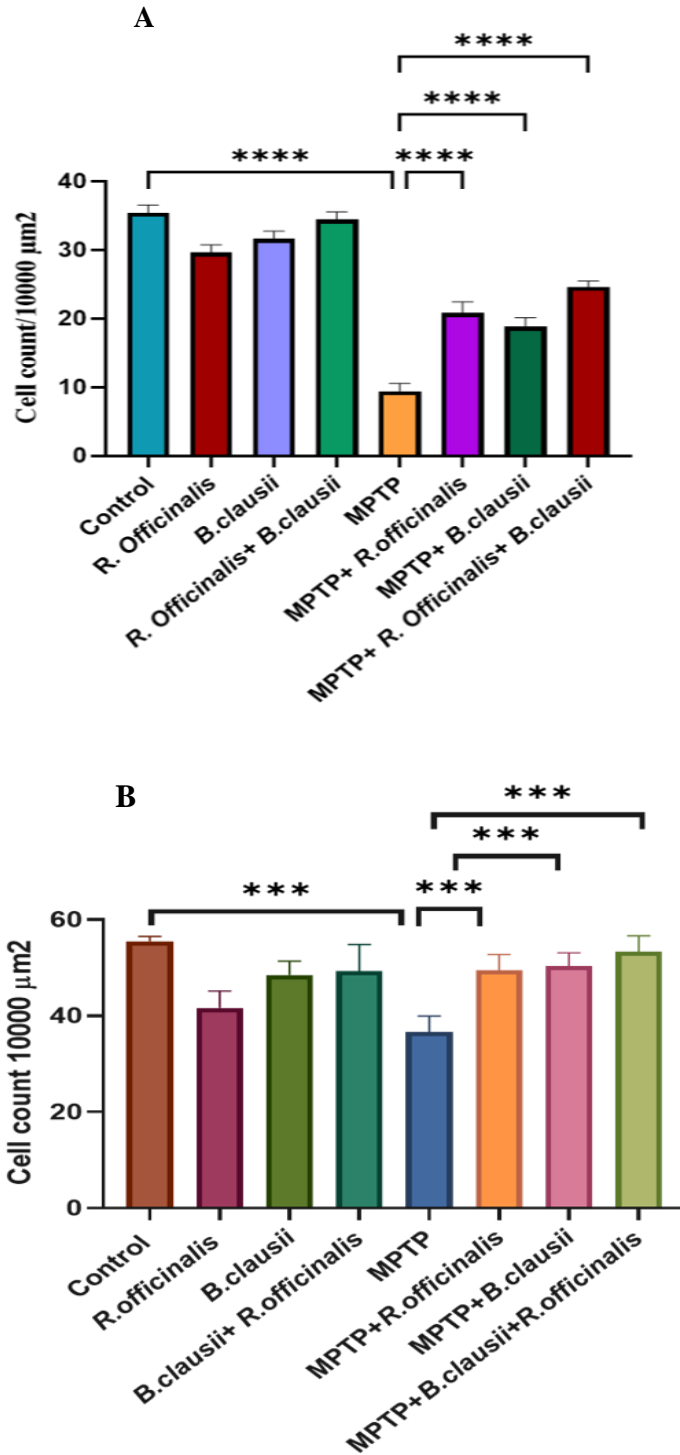 A
****
****
**** ****
Cell count/10000 μm2
40
30
20
10
0
Control
R. Officinalis
B.clausii
R. Officinalis+ B.clausii
MPTP
MPTP+ R.officinalis
MPTP+ B.clausii
MPTP+ R. Officinalis+ B.clausii
B
***
***
*** ***
Cell count 10000 μm2
60
40
20
0
Control
R.officinalis
B.clausii
B.clausii+ R.officinalis
MPTP
MPTP+R.officinalis
MPTP+B.clausii
MPTP+B.clausii+R.officinalis